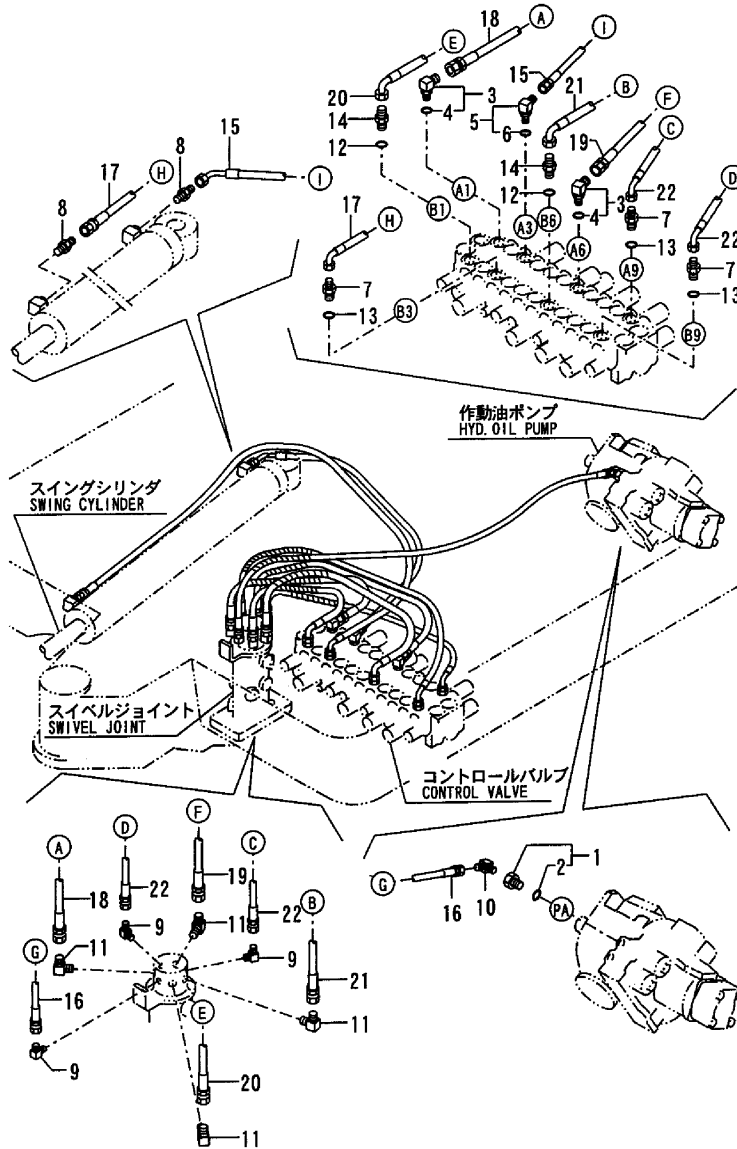 18
A
E
I
15
21
B
F
20
3
4
5
6
14
12
19
C
D
8
15
17
H
8
I
14
12
3
4
22
7
13
22
7
13
17
H
7
13
B1
A1
A3
B6
A6
A9
B3
B9
作動油ポンプ
HYD. OIL PUMP
スイングシリンダ
SWING CYLINDER
スイベルジョイント
SWIVEL JOINT
コントロールバルブ
CONTROL VALVE
A
D
F
C
B
18
22
19
22
21
G
11
9
11
9
11
16
9
E
20
11
G
16
10
2
1
PA